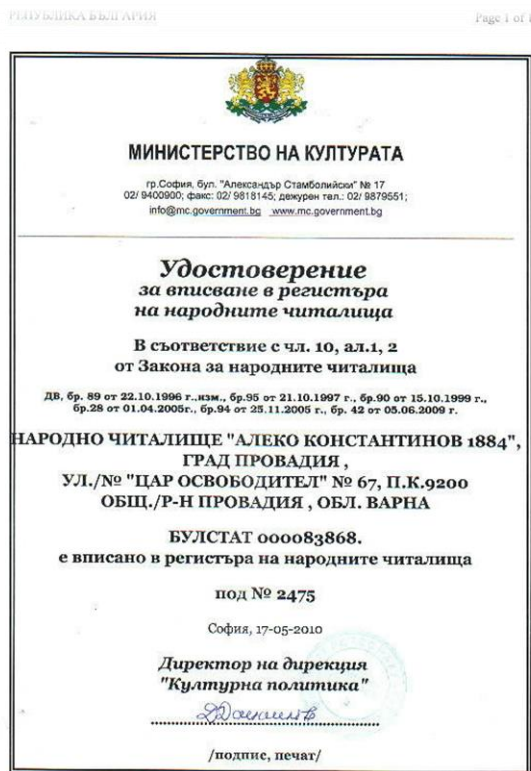 РЕПУБЛИКА БЪЛГАРИЯ
Page 1 of 1
МИНИСТЕРСТВО НА КУЛТУРАТА
гр.София, бул. "Александър Стамболийски" № 17
02/ 9400900; факс: 02/ 9818145; дежурен тел.: 02/ 9879551;
info@mc.government.bg www.mc.government.bg
Удостоверение
за вписване в регистъра
на народните читалища
В съответствие с чл. 10, ал.1, 2
от Закона за народните читалища
ДВ, бр. 89 от 22.10.1996 г.,изм., бр.95 от 21.10.1997 г., бр.90 от 15.10.1999 г.,
бр.28 от 01.04.2005г., бр.94 от 25.11.2005 г., бр. 42 от 05.06.2009 г.
НАРОДНО ЧИТАЛИЩЕ "АЛЕКО КОНСТАНТИНОВ 1884",
ГРАД ПРОВАДИЯ ,
УЛ./№ "ЦАР ОСВОБОДИТЕЛ" № 67, П.К.9200
ОБЩ./Р-Н ПРОВАДИЯ , ОБЛ. ВАРНА
БУЛСТАТ 000083868.
е вписано в регистъра на народните читалища
под № 2475
София, 17-05-2010
Директор на дирекция
"Културна политика"
/подпис, печат/